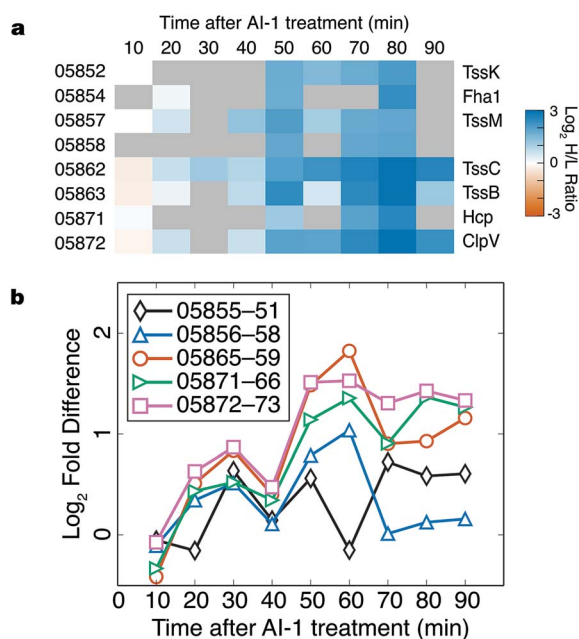 a
Time after AI-1 treatment (min)
10 20 30 40 50 60 70 80 90
05852 TssK
05854 Fha1
05857 TssM
05858
05862 TssC
05863 TssB
05871 Hcp
05872 ClpV
3
0
-3
Log2 H/L Ratio
b
05855–51
05856–58
05865–59
05871–66
05872–73
2
1
0
Log2 Fold Difference
0 10 20 30 40 50 60 70 80 90
Time after AI-1 treatment (min)